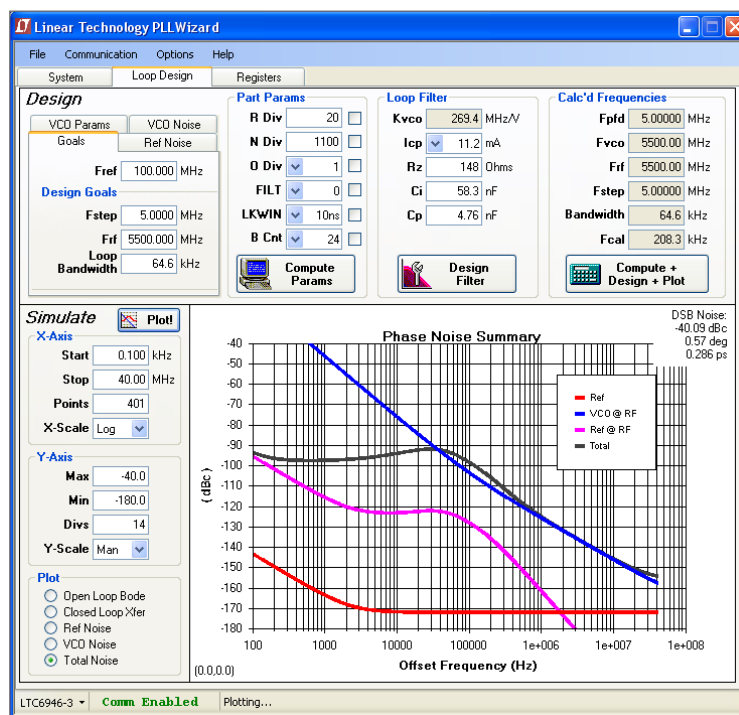 Linear Technology PLLWizard
File Communication Options Help
System Loop Design Registers
Design
VCO Params VCO Noise
Goals Ref Noise
Fref 100.000 MHz
Design Goals
Fstep 5.0000 MHz
Frf 5500.000 MHz
Loop
Bandwidth 64.6 kHz
Part Params
R Div 20
N Div 1100
O Div 1
FILT 0
LKWIN 10ns
B Cnt 24
Compute
Params
Loop Filter
Kvco 269.4 MHz/V
Icp 11.2 mA
Rz 148 Ohms
Ci 58.3 nF
Cp 4.76 nF
Design
Filter
Calc'd Frequencies
Fpfd 5.00000 MHz
Fvco 5500.00 MHz
Frf 5500.00 MHz
Fstep 5.00000 MHz
Bandwidth 64.6 kHz
Fcal 208.3 kHz
Compute +
Design + Plot
Simulate Plot!
X-Axis
Start 0.100 kHz
Stop 40.00 MHz
Points 401
X-Scale Log
Y-Axis
Max -40.0
Min -180.0
Divs 14
Y-Scale Man
Plot
Open Loop Bode
Closed Loop Xfer
Ref Noise
VCO Noise
Total Noise
DSB Noise:
-40.09 dBc
0.57 deg
0.286 ps
Phase Noise Summary
-40
-50
-60
-70
-80
-90
-100
-110
-120
-130
-140
-150
-160
-170
-180
(dBc)
Ref
VCO @ RF
Ref @ RF
Total
100 1000 10000 100000 1e+006 1e+007 1e+008
Offset Frequency (Hz)
(0.0,0.0)
LTC6946-3 Comm Enabled Plotting...